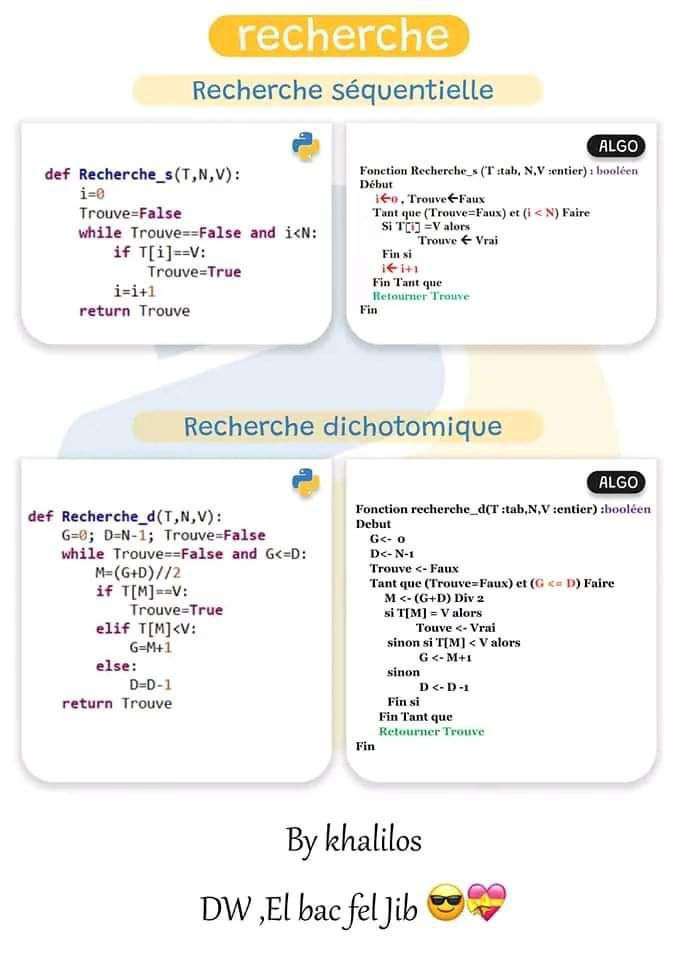 recherche
Recherche séquentielle
def Recherche_s(T,N,V):
i=0
Trouve=False
while Trouve==False and i<N:
if T[i]==V:
Trouve=True
i=i+1
return Trouve
ALGO
Fonction Recherche_s (T :tab, N,V :entier) : booléen
Début
i←0 , Trouve←Faux
Tant que (Trouve=Faux) et (i < N) Faire
Si T[i] =V alors
Trouve ← Vrai
Fin si
i← i+1
Fin Tant que
Retourner Trouve
Fin
Recherche dichotomique
def Recherche_d(T,N,V):
G=0; D=N-1; Trouve=False
while Trouve==False and G<=D:
M=(G+D)//2
if T[M]==V:
Trouve=True
elif T[M]<V:
G=M+1
else:
D=D-1
return Trouve
ALGO
Fonction recherche_d(T :tab,N,V :entier) :booléen
Debut
G<- 0
D<- N-1
Trouve <- Faux
Tant que (Trouve=Faux) et (G <= D) Faire
M <- (G+D) Div 2
si T[M] = V alors
Touve <- Vrai
sinon si T[M] < V alors
G <- M+1
sinon
D <- D -1
Fin si
Fin Tant que
Retourner Trouve
Fin
By khalilos
DW ,El bac fel Jib 😎💝